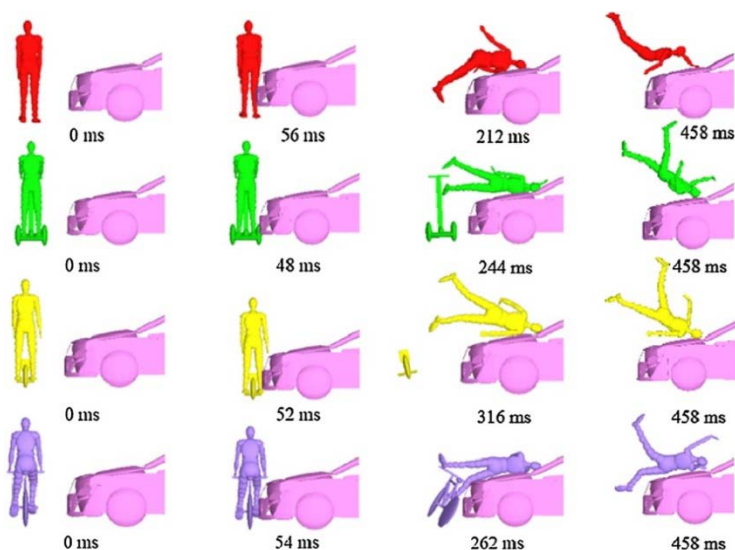 0 ms 56 ms 212 ms 458 ms
0 ms 48 ms 244 ms 458 ms
0 ms 52 ms 316 ms 458 ms
0 ms 54 ms 262 ms 458 ms